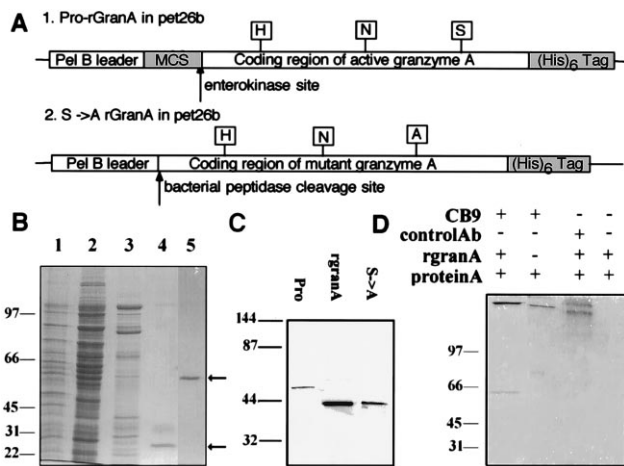 A
1. Pro-rGranA in pet26b
H N S
Pel B leader MCS Coding region of active granzyme A (His)6 Tag
enterokinase site
2. S ->A rGranA in pet26b
H N A
Pel B leader Coding region of mutant granzyme A (His)6 Tag
bacterial peptidase cleavage site
B
1 2 3 4 5
97
66
45
31
22
C
Pro rgranA S->A
144
87
44
32
D
CB9 + + - -
controlAb - - + -
rgranA + - + +
proteinA + + + +
97
66
45
31